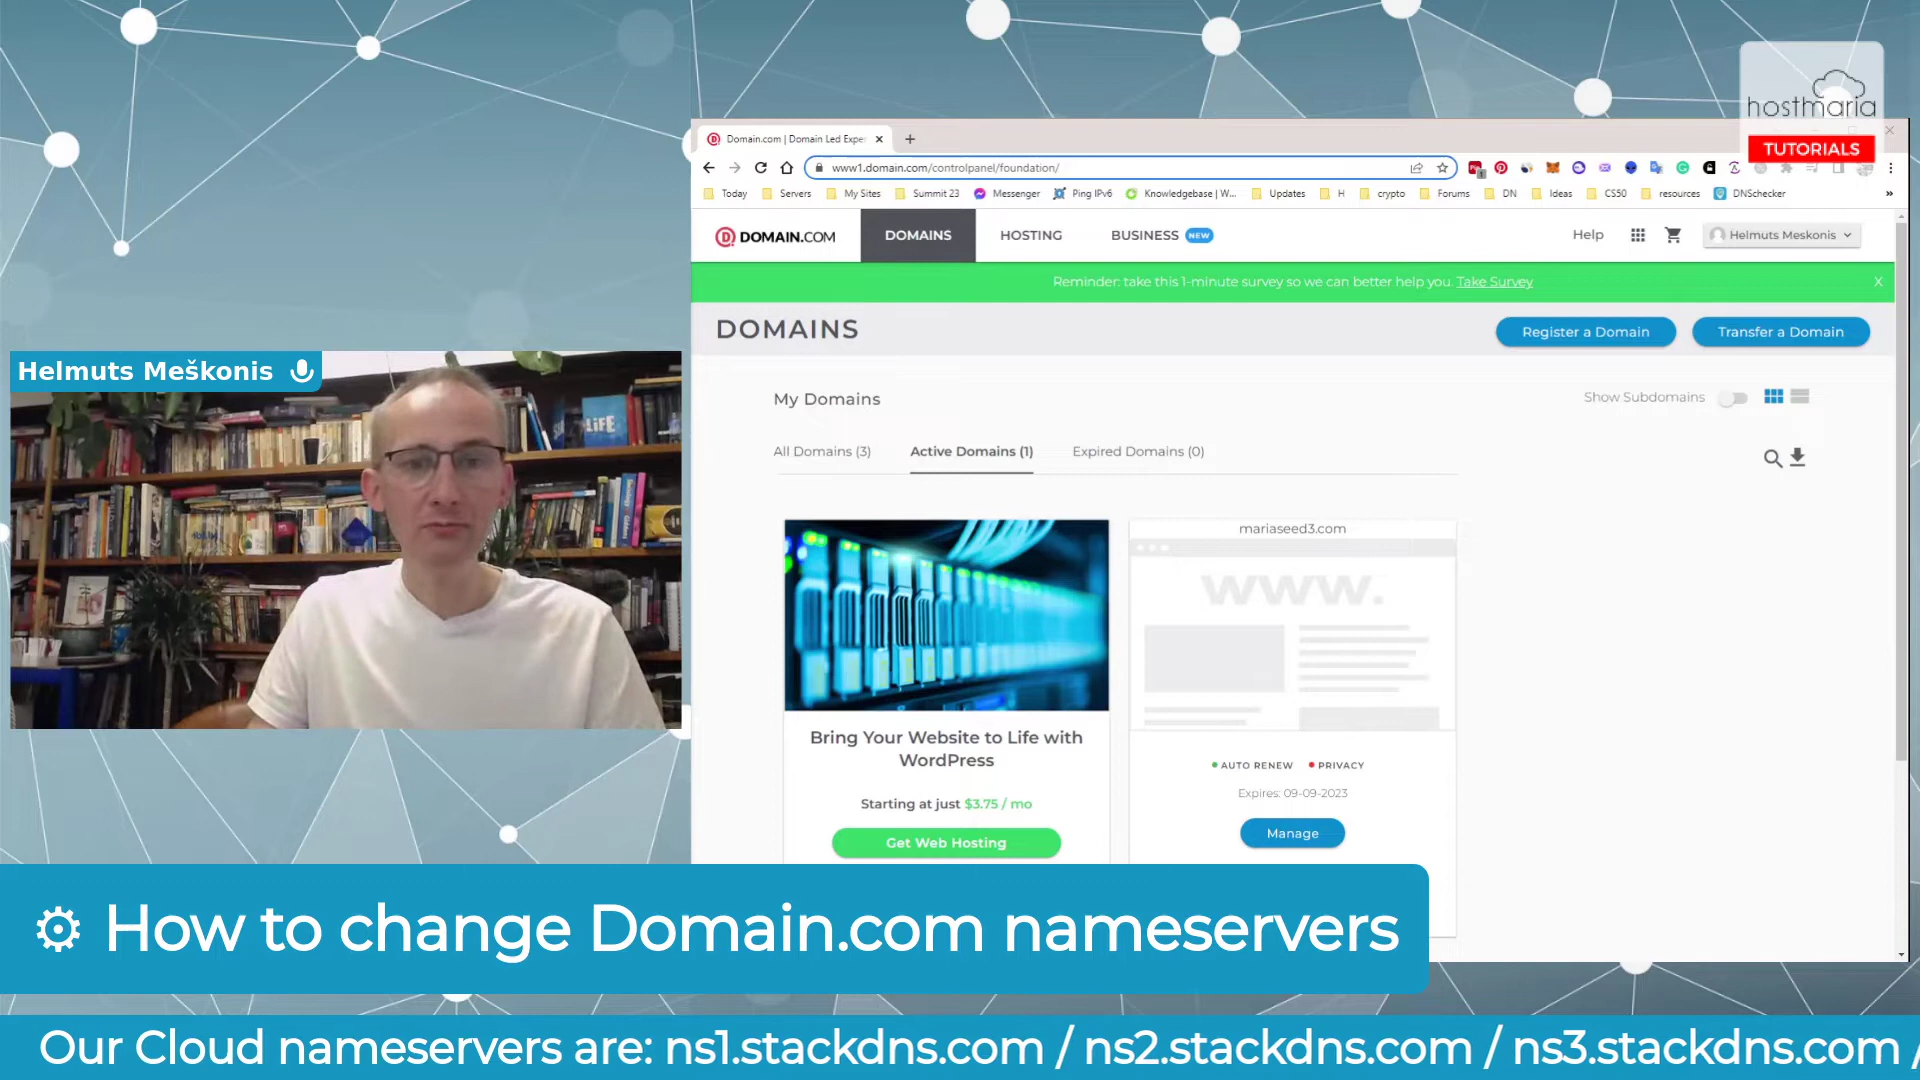 hostmaria
TUTORIALS
Domain.com | Domain Led Expe
www1.domain.com/controlpanel/foundation/
Today Servers My Sites Summit 23 Messenger Ping IPv6 Knowledgebase | W... Updates H crypto Forums DN Ideas CS50 resources DNSchecker »
DOMAIN.COM DOMAINS HOSTING BUSINESS NEW Help Helmuts Meskonis
Reminder: take this 1-minute survey so we can better help you. Take Survey X
DOMAINS Register a Domain Transfer a Domain
Helmuts Meškonis
My Domains Show Subdomains
All Domains (3) Active Domains (1) Expired Domains (0)
LiFE
mariaseed3.com
www.
Bring Your Website to Life with
WordPress
AUTO RENEW PRIVACY
Expires: 09-09-2023
Starting at just $3.75 / mo
Manage
Get Web Hosting
How to change Domain.com nameservers
Our Cloud nameservers are: ns1.stackdns.com / ns2.stackdns.com / ns3.stackdns.com /